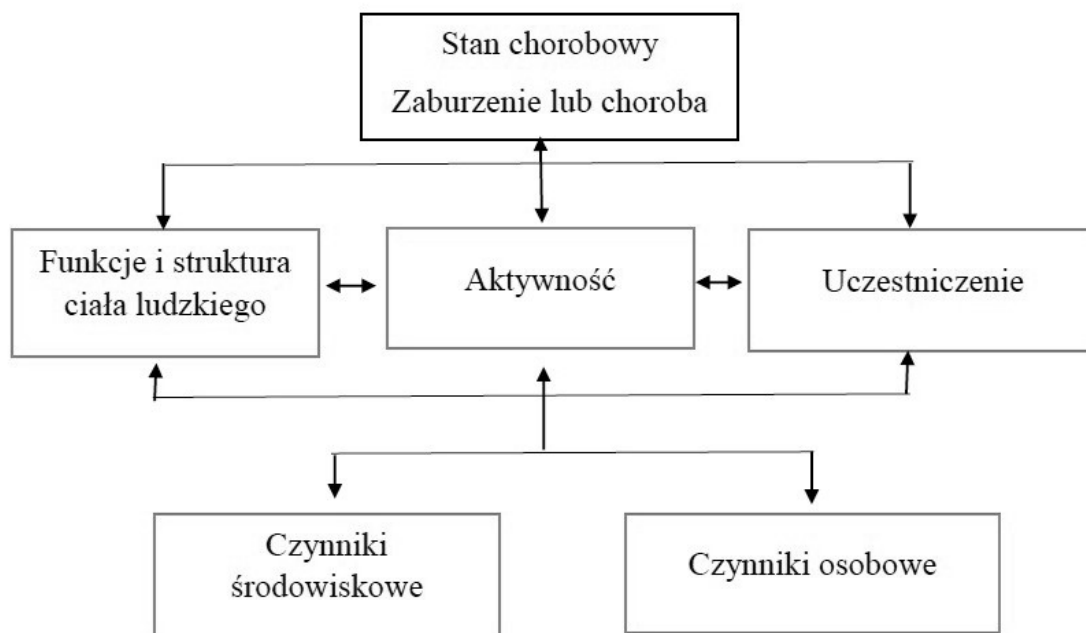 Stan chorobowy
Zaburzenie lub choroba
Funkcje i struktura
ciała ludzkiego
Aktywność
Uczestniczenie
Czynniki
środowiskowe
Czynniki osobowe